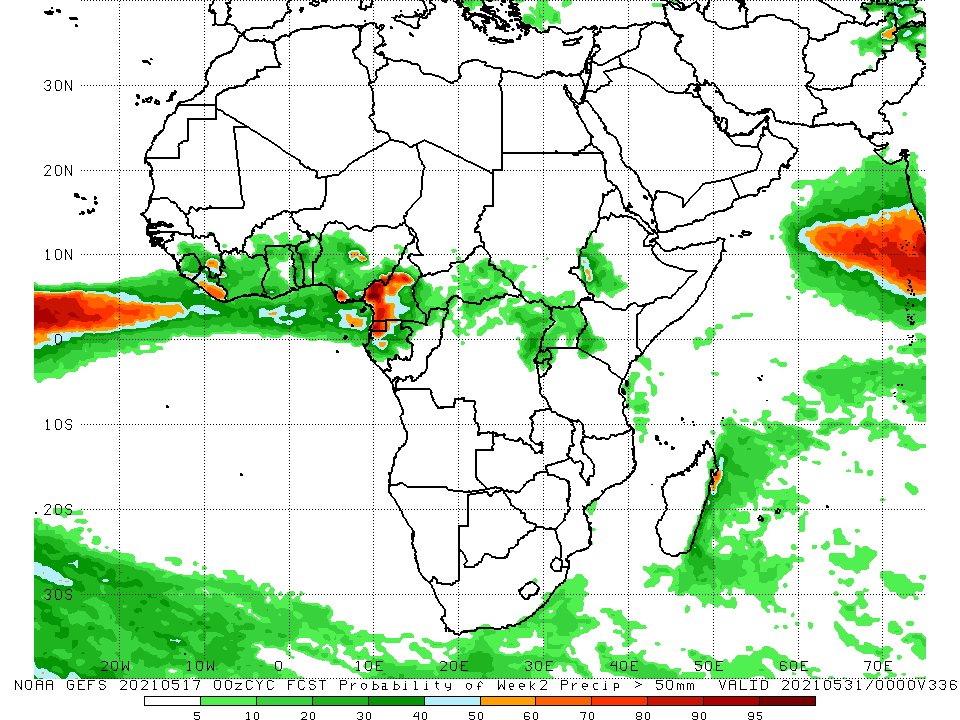 30N
20N
10N
0
10S
20S
30S
20W 10W 0 10E 20E 30E 40E 50E 60E 70E
NOAA GEFS 20210517 00zCYC FCST Probability of Week2 Precip > 50mm VALID 20210531/0000V336
5 10 20 30 40 50 60 70 80 90 95